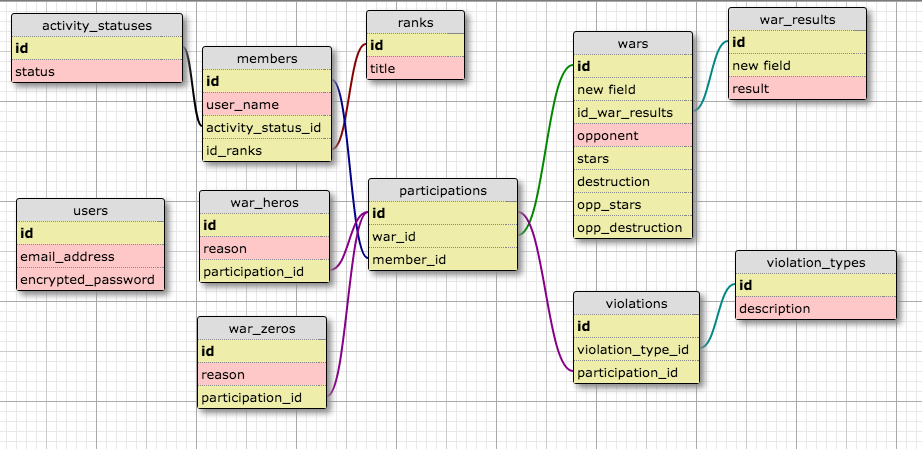 activity_statuses
id
status
members
id
user_name
activity_status_id
id_ranks
ranks
id
title
wars
id
new field
id_war_results
opponent
stars
destruction
opp_stars
opp_destruction
war_results
id
new field
result
users
id
email_address
encrypted_password
war_heros
id
reason
participation_id
participations
id
war_id
member_id
war_zeros
id
reason
participation_id
violations
id
violation_type_id
participation_id
violation_types
id
description